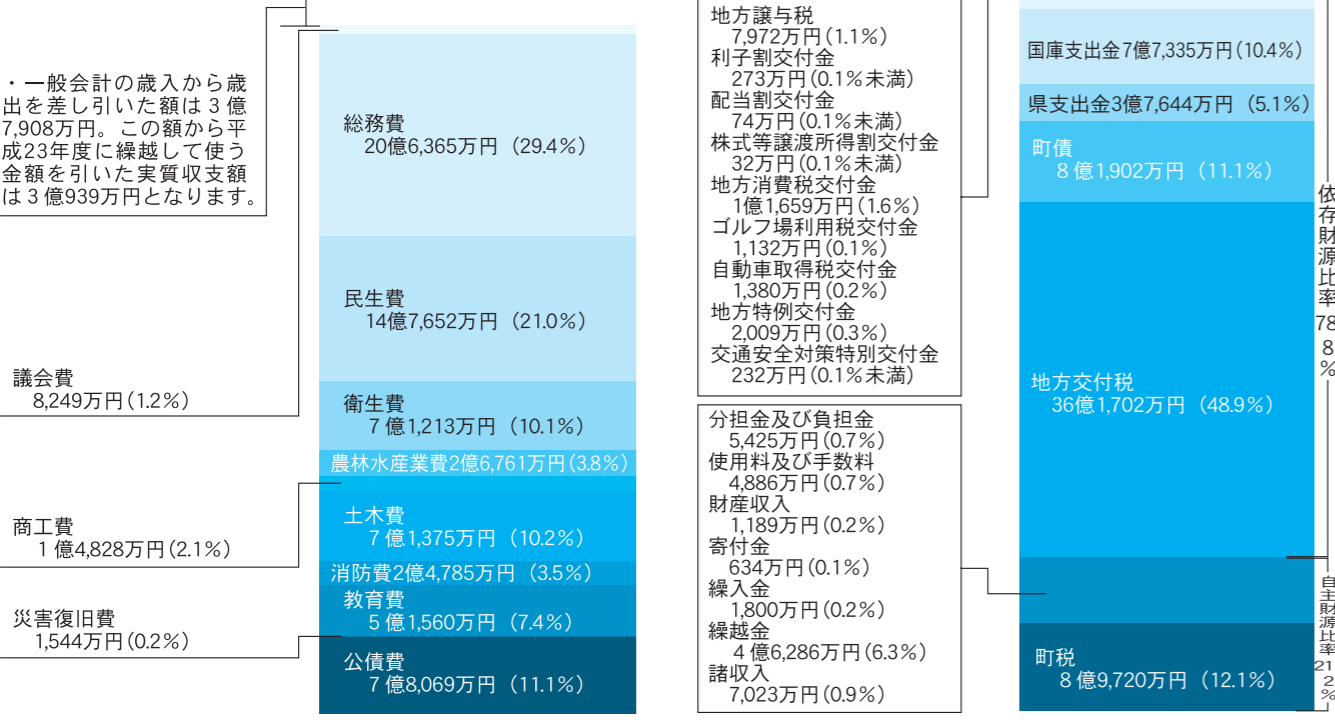 ・一般会計の歳入から歳
出を差し引いた額は３億
7,908万円。この額から平
成23年度に繰越して使う
金額を引いた実質収支額
は３億939万円となります。
議会費
8,249万円(1.2%)
商工費
１億4,828万円(2.1%)
災害復旧費
1,544万円(0.2%)
総務費
20億6,365万円（29.4%）
民生費
14億7,652万円（21.0%）
衛生費
７億1,213万円（10.1%）
農林水産業費2億6,761万円(3.8%)
土木費
７億1,375万円（10.2%）
消防費2億4,785万円（3.5%）
教育費
５億1,560万円（7.4%）
公債費
７億8,069万円（11.1%）
地方譲与税
7,972万円(1.1%)
利子割交付金
273万円(0.1%未満)
配当割交付金
74万円(0.1%未満)
株式等譲渡所得割交付金
32万円(0.1%未満)
地方消費税交付金
1億1,659万円(1.6%)
ゴルフ場利用税交付金
1,132万円(0.1%)
自動車取得税交付金
1,380万円(0.2%)
地方特例交付金
2,009万円(0.3%)
交通安全対策特別交付金
232万円(0.1%未満)
分担金及び負担金
5,425万円(0.7%)
使用料及び手数料
4,886万円(0.7%)
財産収入
1,189万円(0.2%)
寄付金
634万円(0.1%)
繰入金
1,800万円(0.2%)
繰越金
４億6,286万円(6.3%)
諸収入
7,023万円(0.9%)
国庫支出金7億7,335万円(10.4%)
県支出金3億7,644万円（5.1%）
町債
８億1,902万円（11.1%）
地方交付税
36億1,702万円（48.9%）
町税
８億9,720万円（12.1%）
依存財源比率78.8%
自主財源比率21.2%